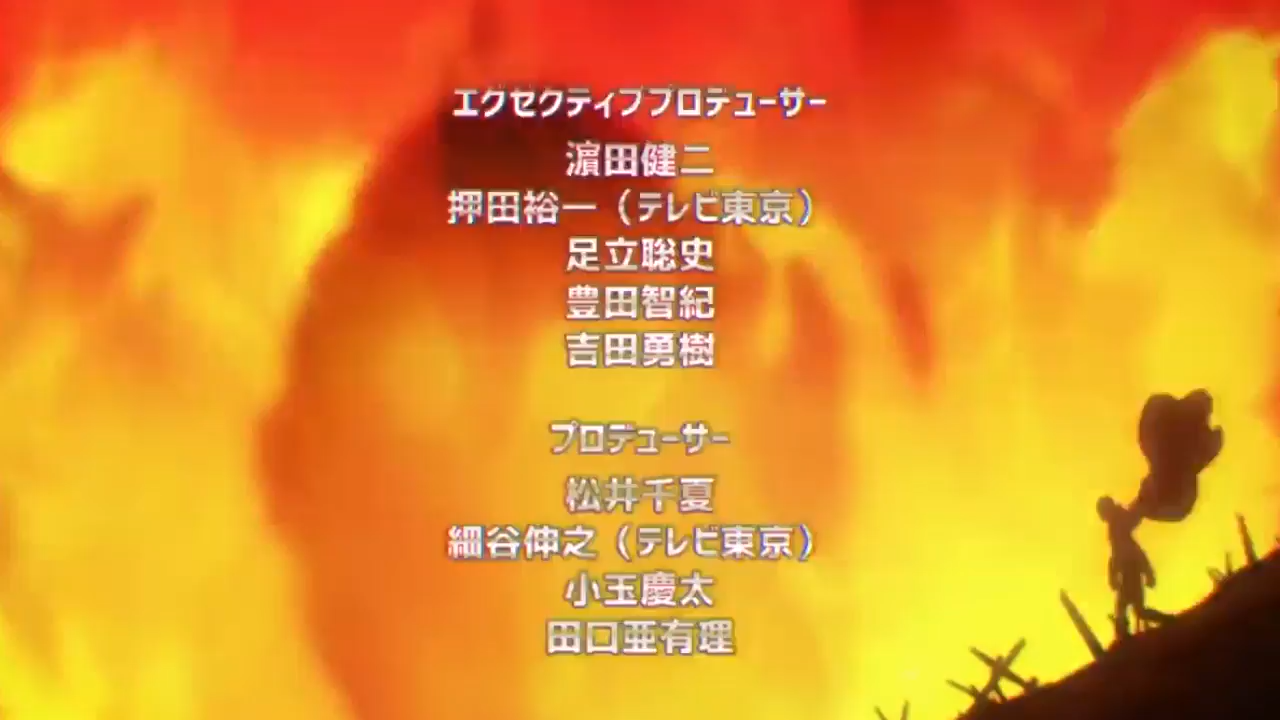 エグゼクティブプロデューサー
濵田健二
押田裕一（テレビ東京）
足立聡史
豊田智紀
吉田勇樹
プロデューサー
松井千夏
細谷伸之（テレビ東京）
小玉慶太
田口亜有理